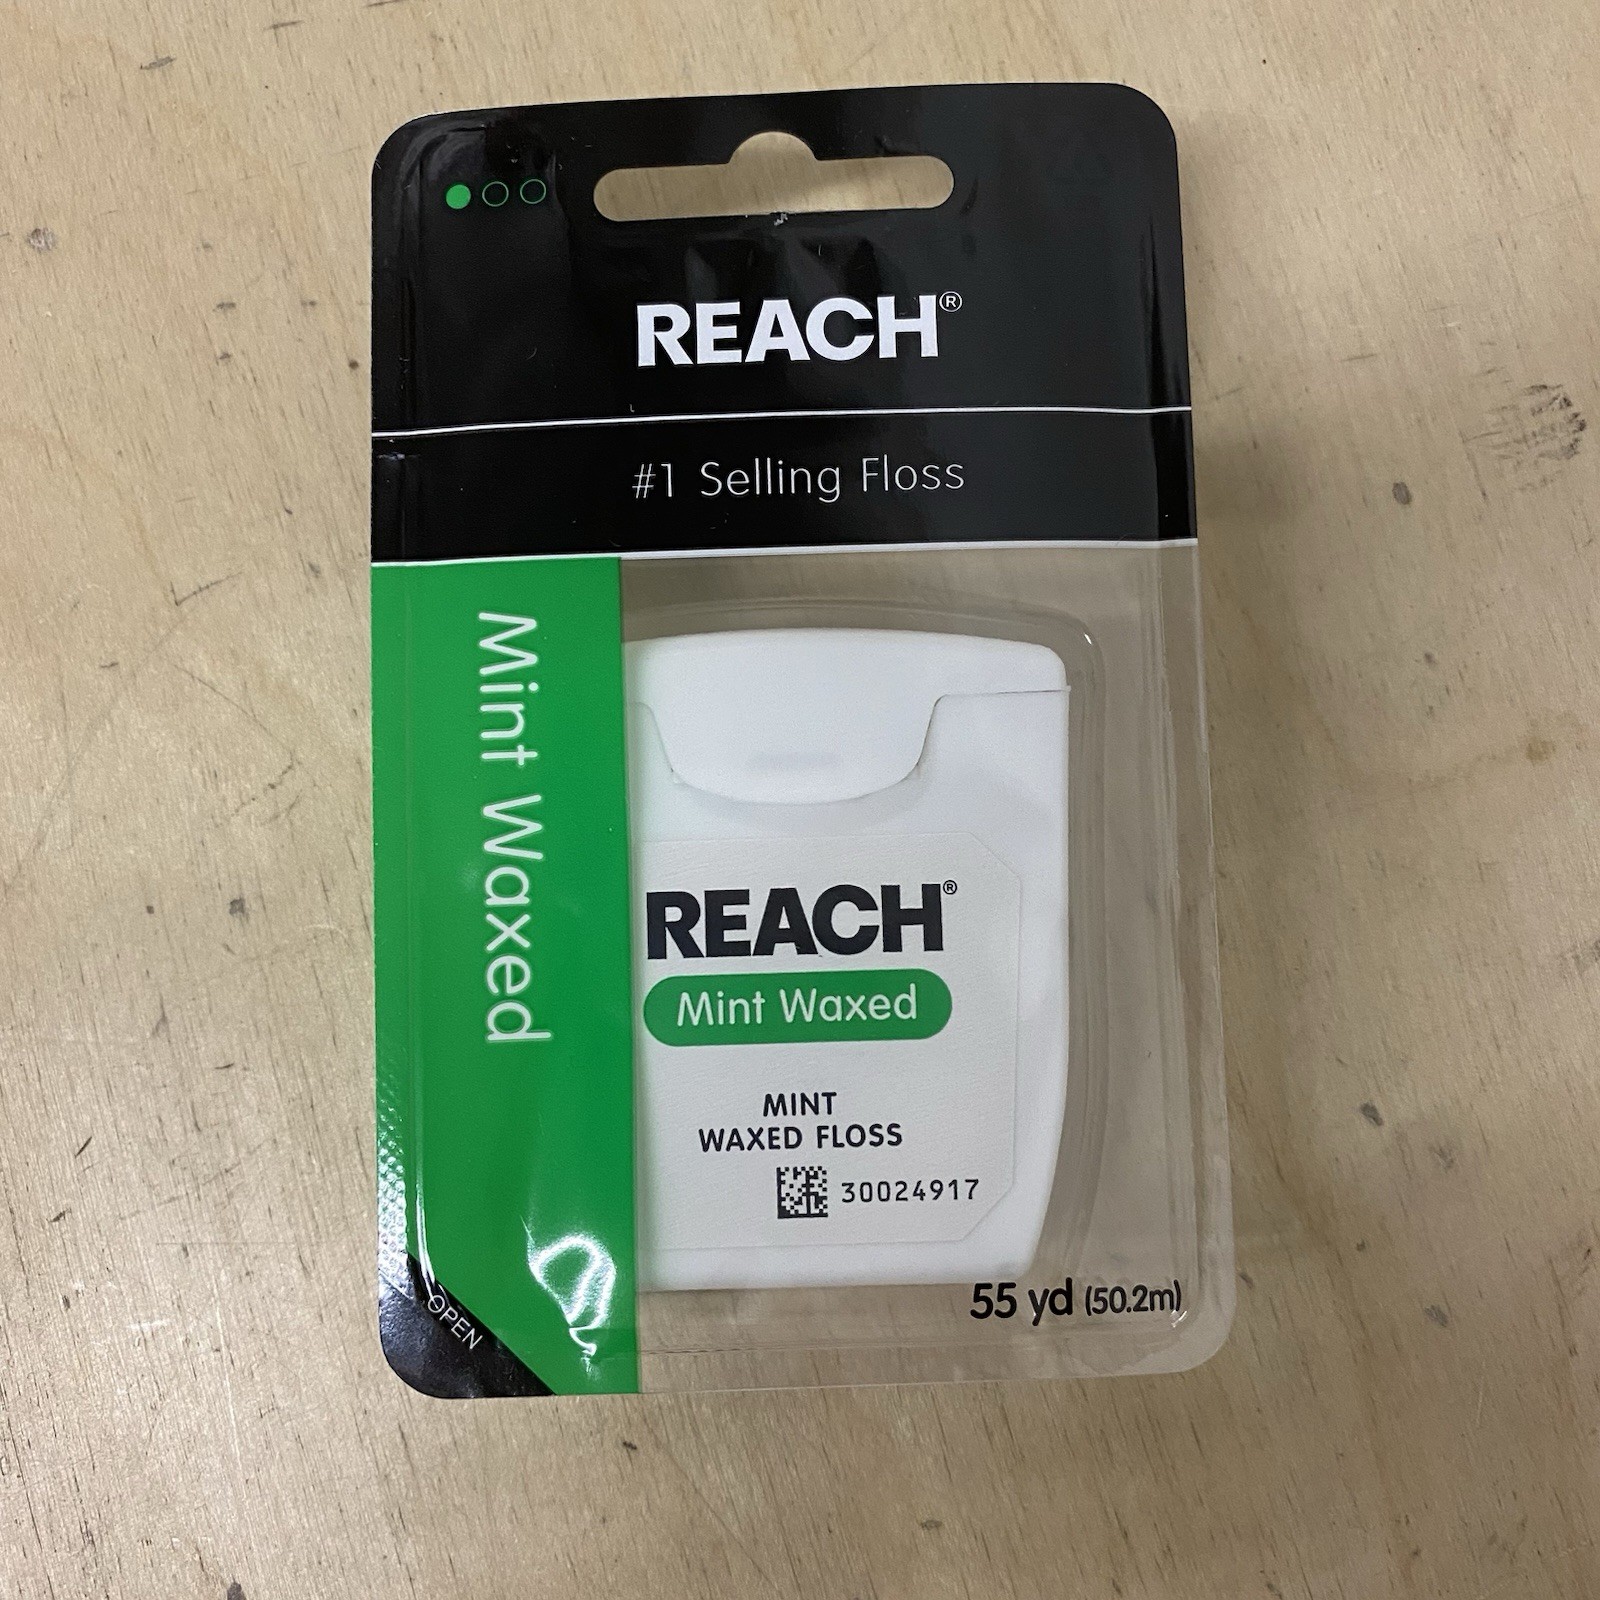 REACH®
#1 Selling Floss
Mint Waxed
REACH®
Mint Waxed
MINT
WAXED FLOSS
30024917
55 yd (50.2m)
OPEN